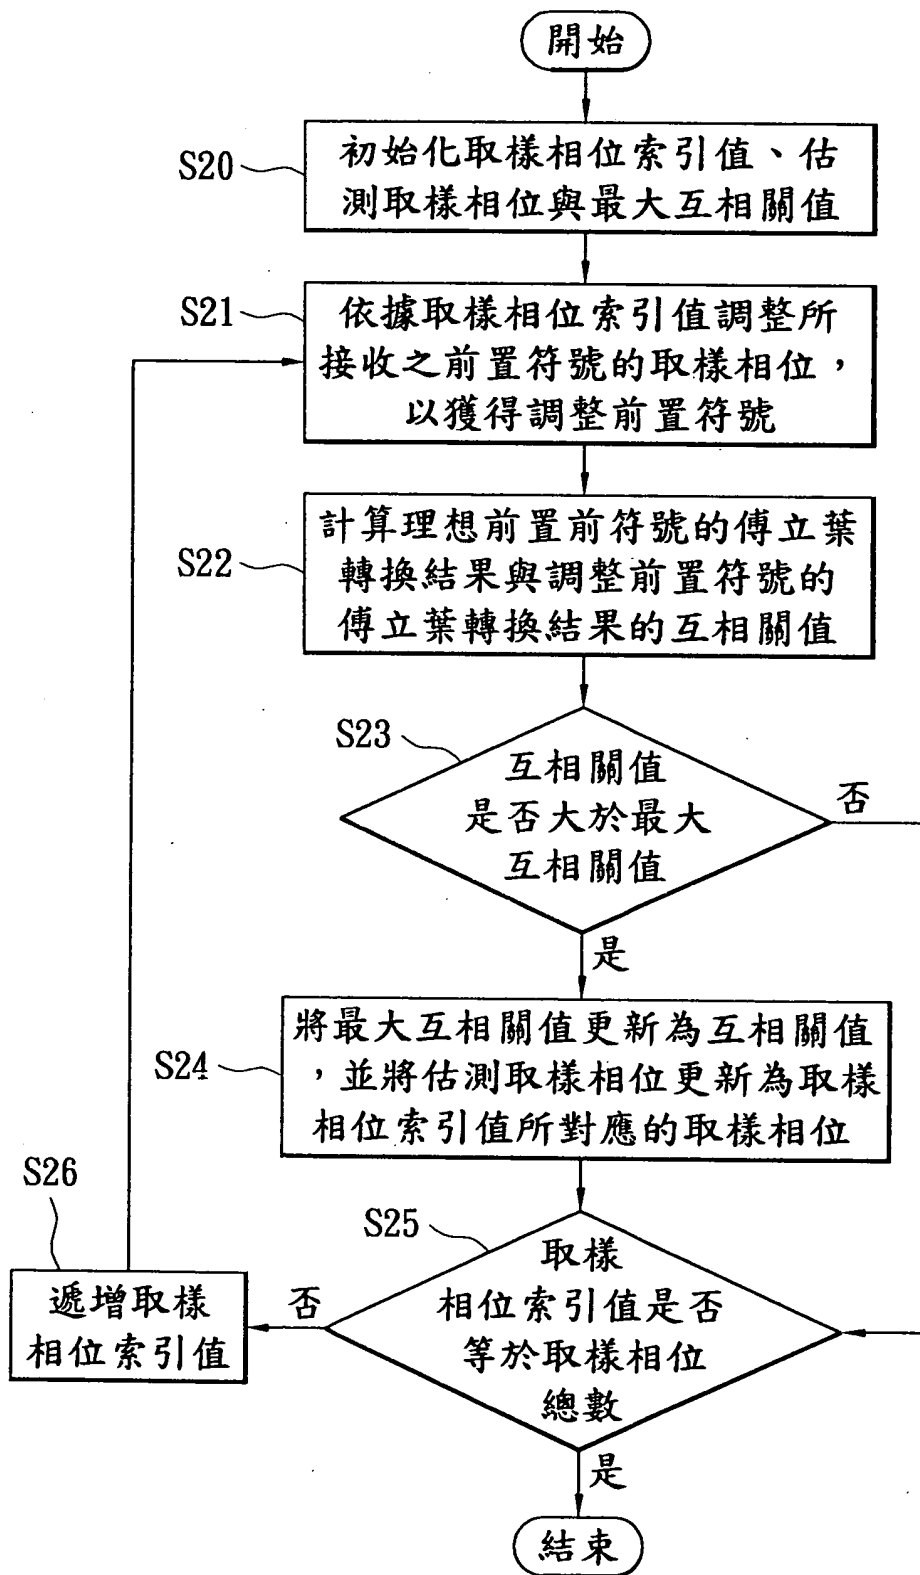 開始
S20
初始化取樣相位索引值、估
測取樣相位與最大互相關值
S21
依據取樣相位索引值調整所
接收之前置符號的取樣相位，
以獲得調整前置符號
S22
計算理想前置前符號的傅立葉
轉換結果與調整前置符號的
傅立葉轉換結果的互相關值
S23
互相關值
是否大於最大
互相關值
否
是
S24
將最大互相關值更新為互相關值
，並將估測取樣相位更新為取樣
相位索引值所對應的取樣相位
S26
遞增取樣
相位索引值
否
S25
取樣
相位索引值是否
等於取樣相位
總數
是
結束